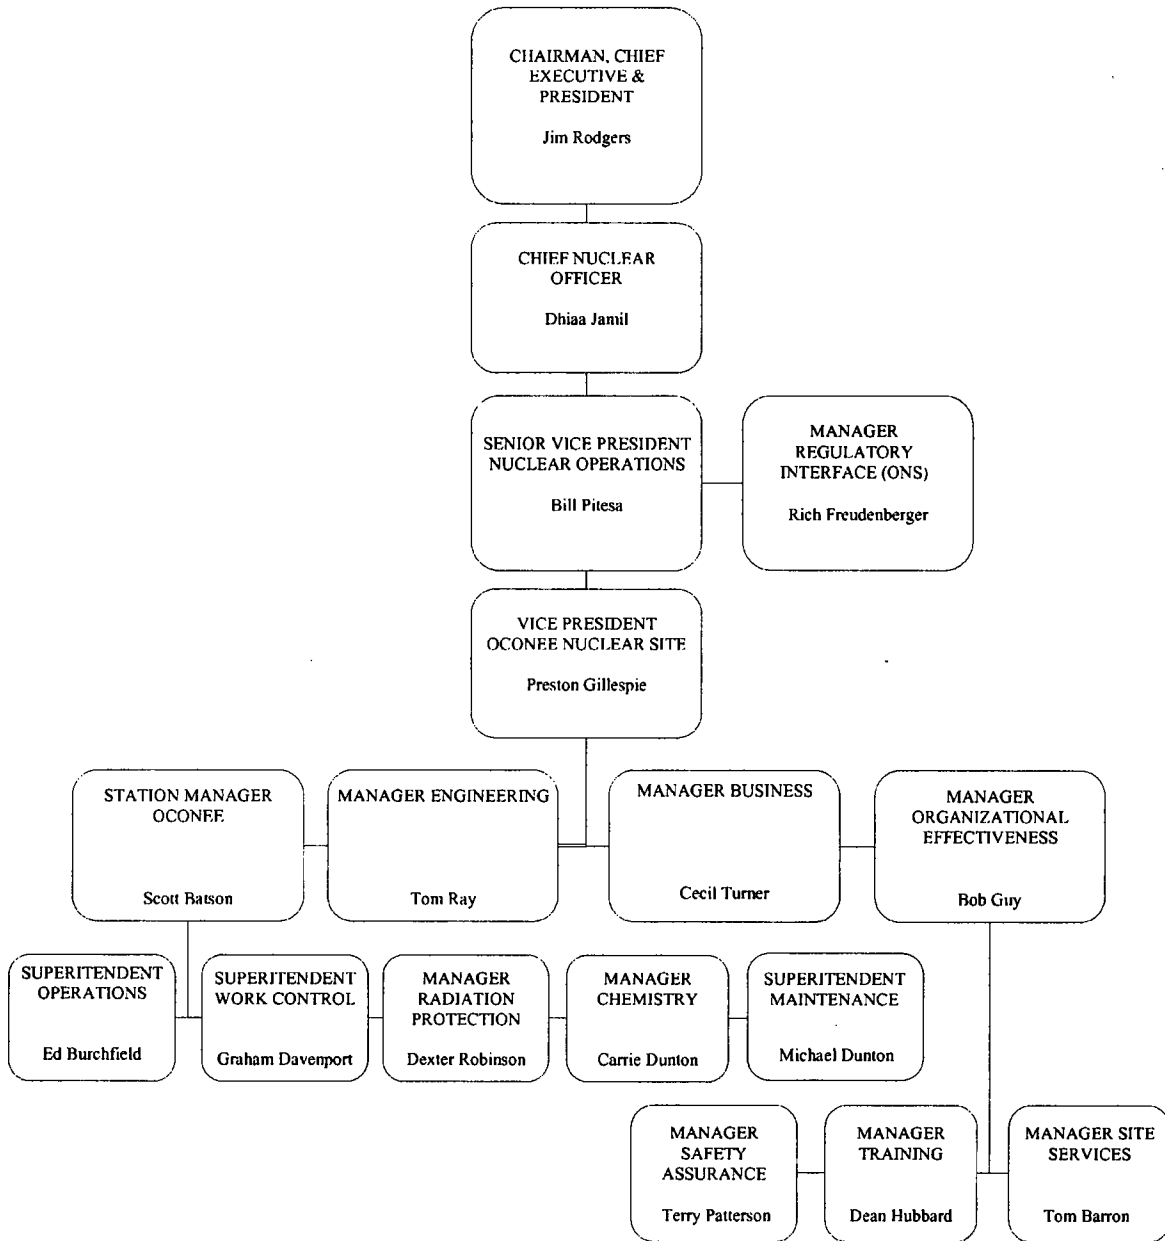 CHAIRMAN, CHIEF
EXECUTIVE &
PRESIDENT
Jim Rodgers
CHIEF NUCLEAR
OFFICER
Dhiaa Jamil
SENIOR VICE PRESIDENT
NUCLEAR OPERATIONS
Bill Pitesa
MANAGER
REGULATORY
INTERFACE (ONS)
Rich Freudenberger
VICE PRESIDENT
OCONEE NUCLEAR SITE
Preston Gillespie
STATION MANAGER
OCONEE
Scott Batson
MANAGER ENGINEERING
Tom Ray
MANAGER BUSINESS
Cecil Turner
MANAGER
ORGANIZATIONAL
EFFECTIVENESS
Bob Guy
SUPERITENDENT
OPERATIONS
Ed Burchfield
SUPERITENDENT
WORK CONTROL
Graham Davenport
MANAGER
RADIATION
PROTECTION
Dexter Robinson
MANAGER
CHEMISTRY
Carrie Dunton
SUPERITENDENT
MAINTENANCE
Michael Dunton
MANAGER
SAFETY
ASSURANCE
Terry Patterson
MANAGER
TRAINING
Dean Hubbard
MANAGER SITE
SERVICES
Tom Barron